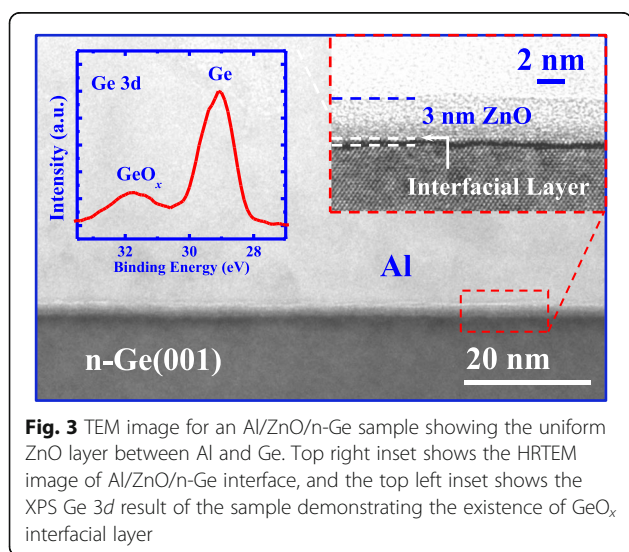 Ge 3d
Ge
GeOx
Intensity (a.u.)
32 30 28
Binding Energy (eV)
2 nm
3 nm ZnO
Interfacial Layer
Al
n-Ge(001)
20 nm
Fig. 3 TEM image for an Al/ZnO/n-Ge sample showing the uniform
ZnO layer between Al and Ge. Top right inset shows the HRTEM
image of Al/ZnO/n-Ge interface, and the top left inset shows the
XPS Ge 3d result of the sample demonstrating the existence of GeOx
interfacial layer